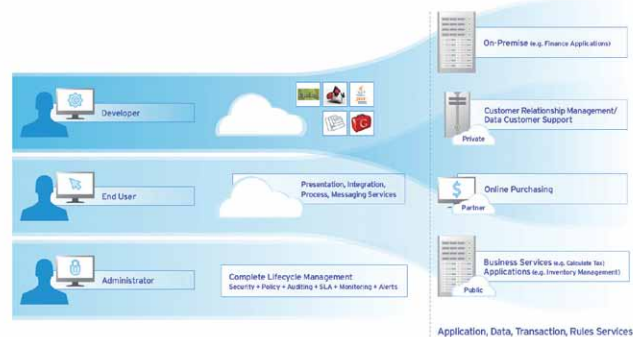 On-Premise (e.g. Finance Applications)
Developer
Customer Relationship Management/
Data Customer Support
Private
End User
Presentation, Integration,
Process, Messaging Services
Online Purchasing
$
Partner
Administrator
Complete Lifecycle Management
Security + Policy + Auditing + SLA + Monitoring + Alerts
Business Services (e.g. Calculate Tax)
Applications (e.g. Inventory Management)
Public
Application, Data, Transaction, Rules Services